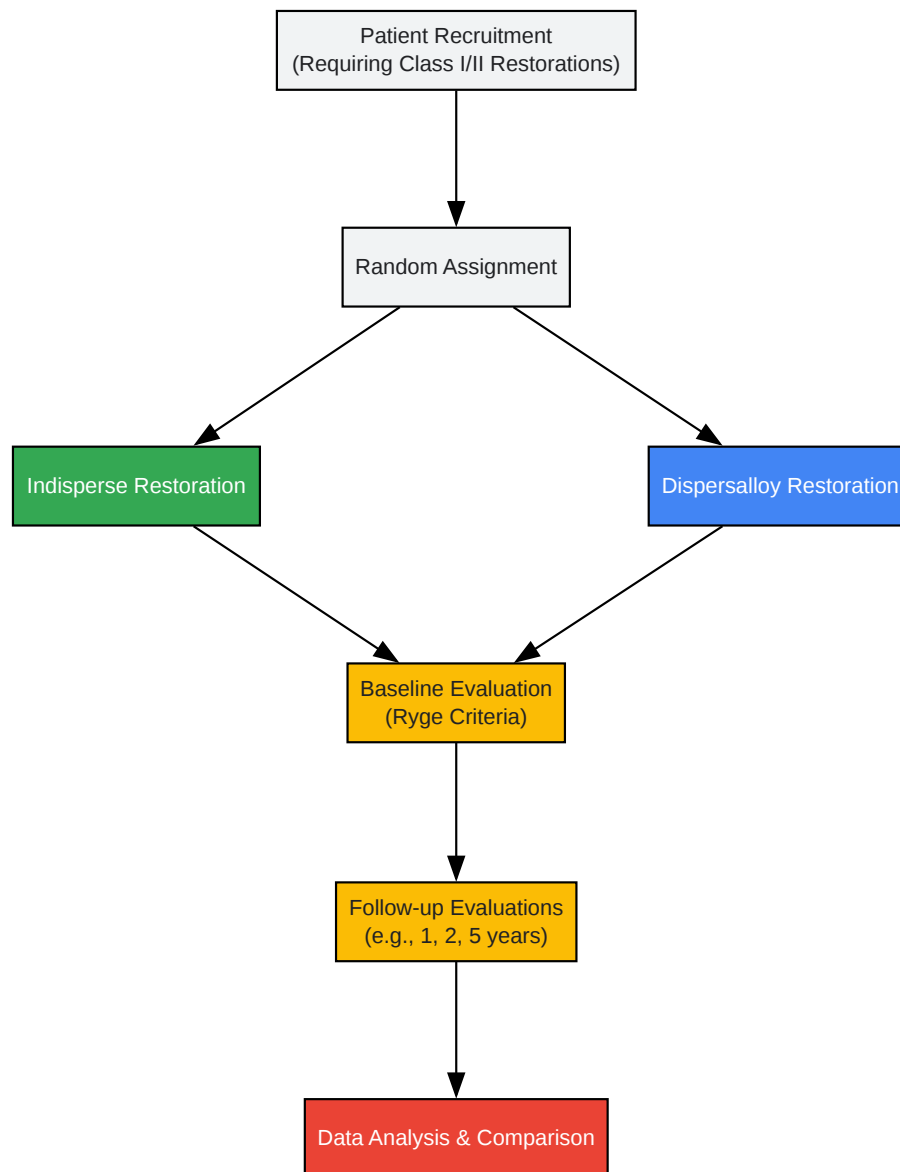 Patient Recruitment
(Requiring Class I/II Restorations)
Random Assignment
Indisperse Restoration
Dispersalloy Restoration
Baseline Evaluation
(Ryge Criteria)
Follow-up Evaluations
(e.g., 1, 2, 5 years)
Data Analysis & Comparison